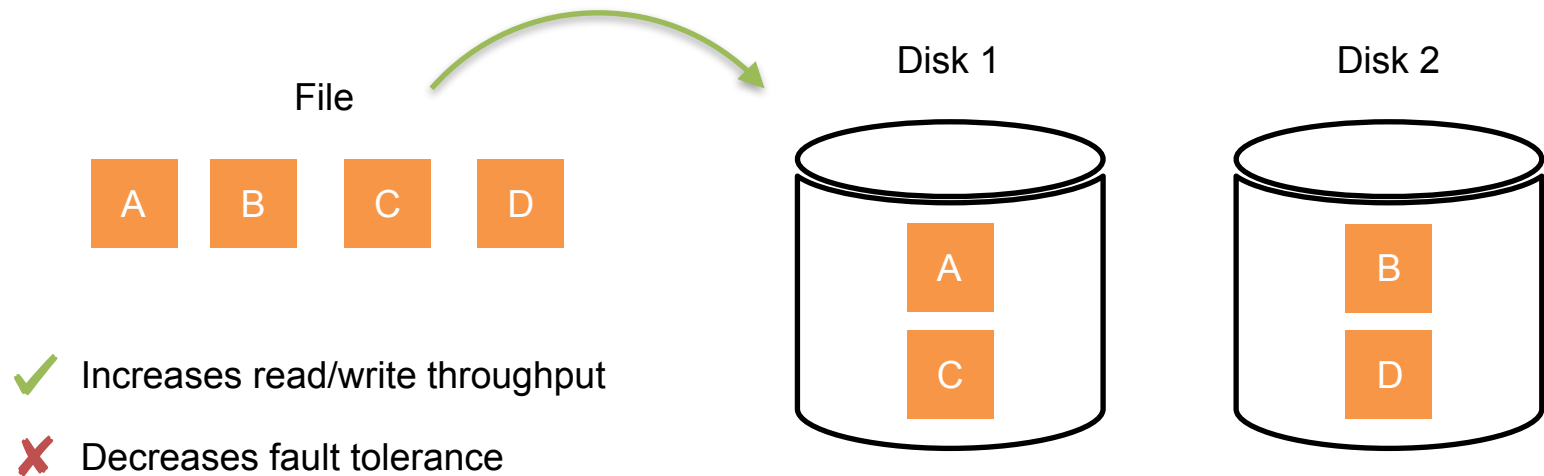 File
A B C D
Increases read/write throughput
Decreases fault tolerance
Disk 1
A
C
Disk 2
B
D